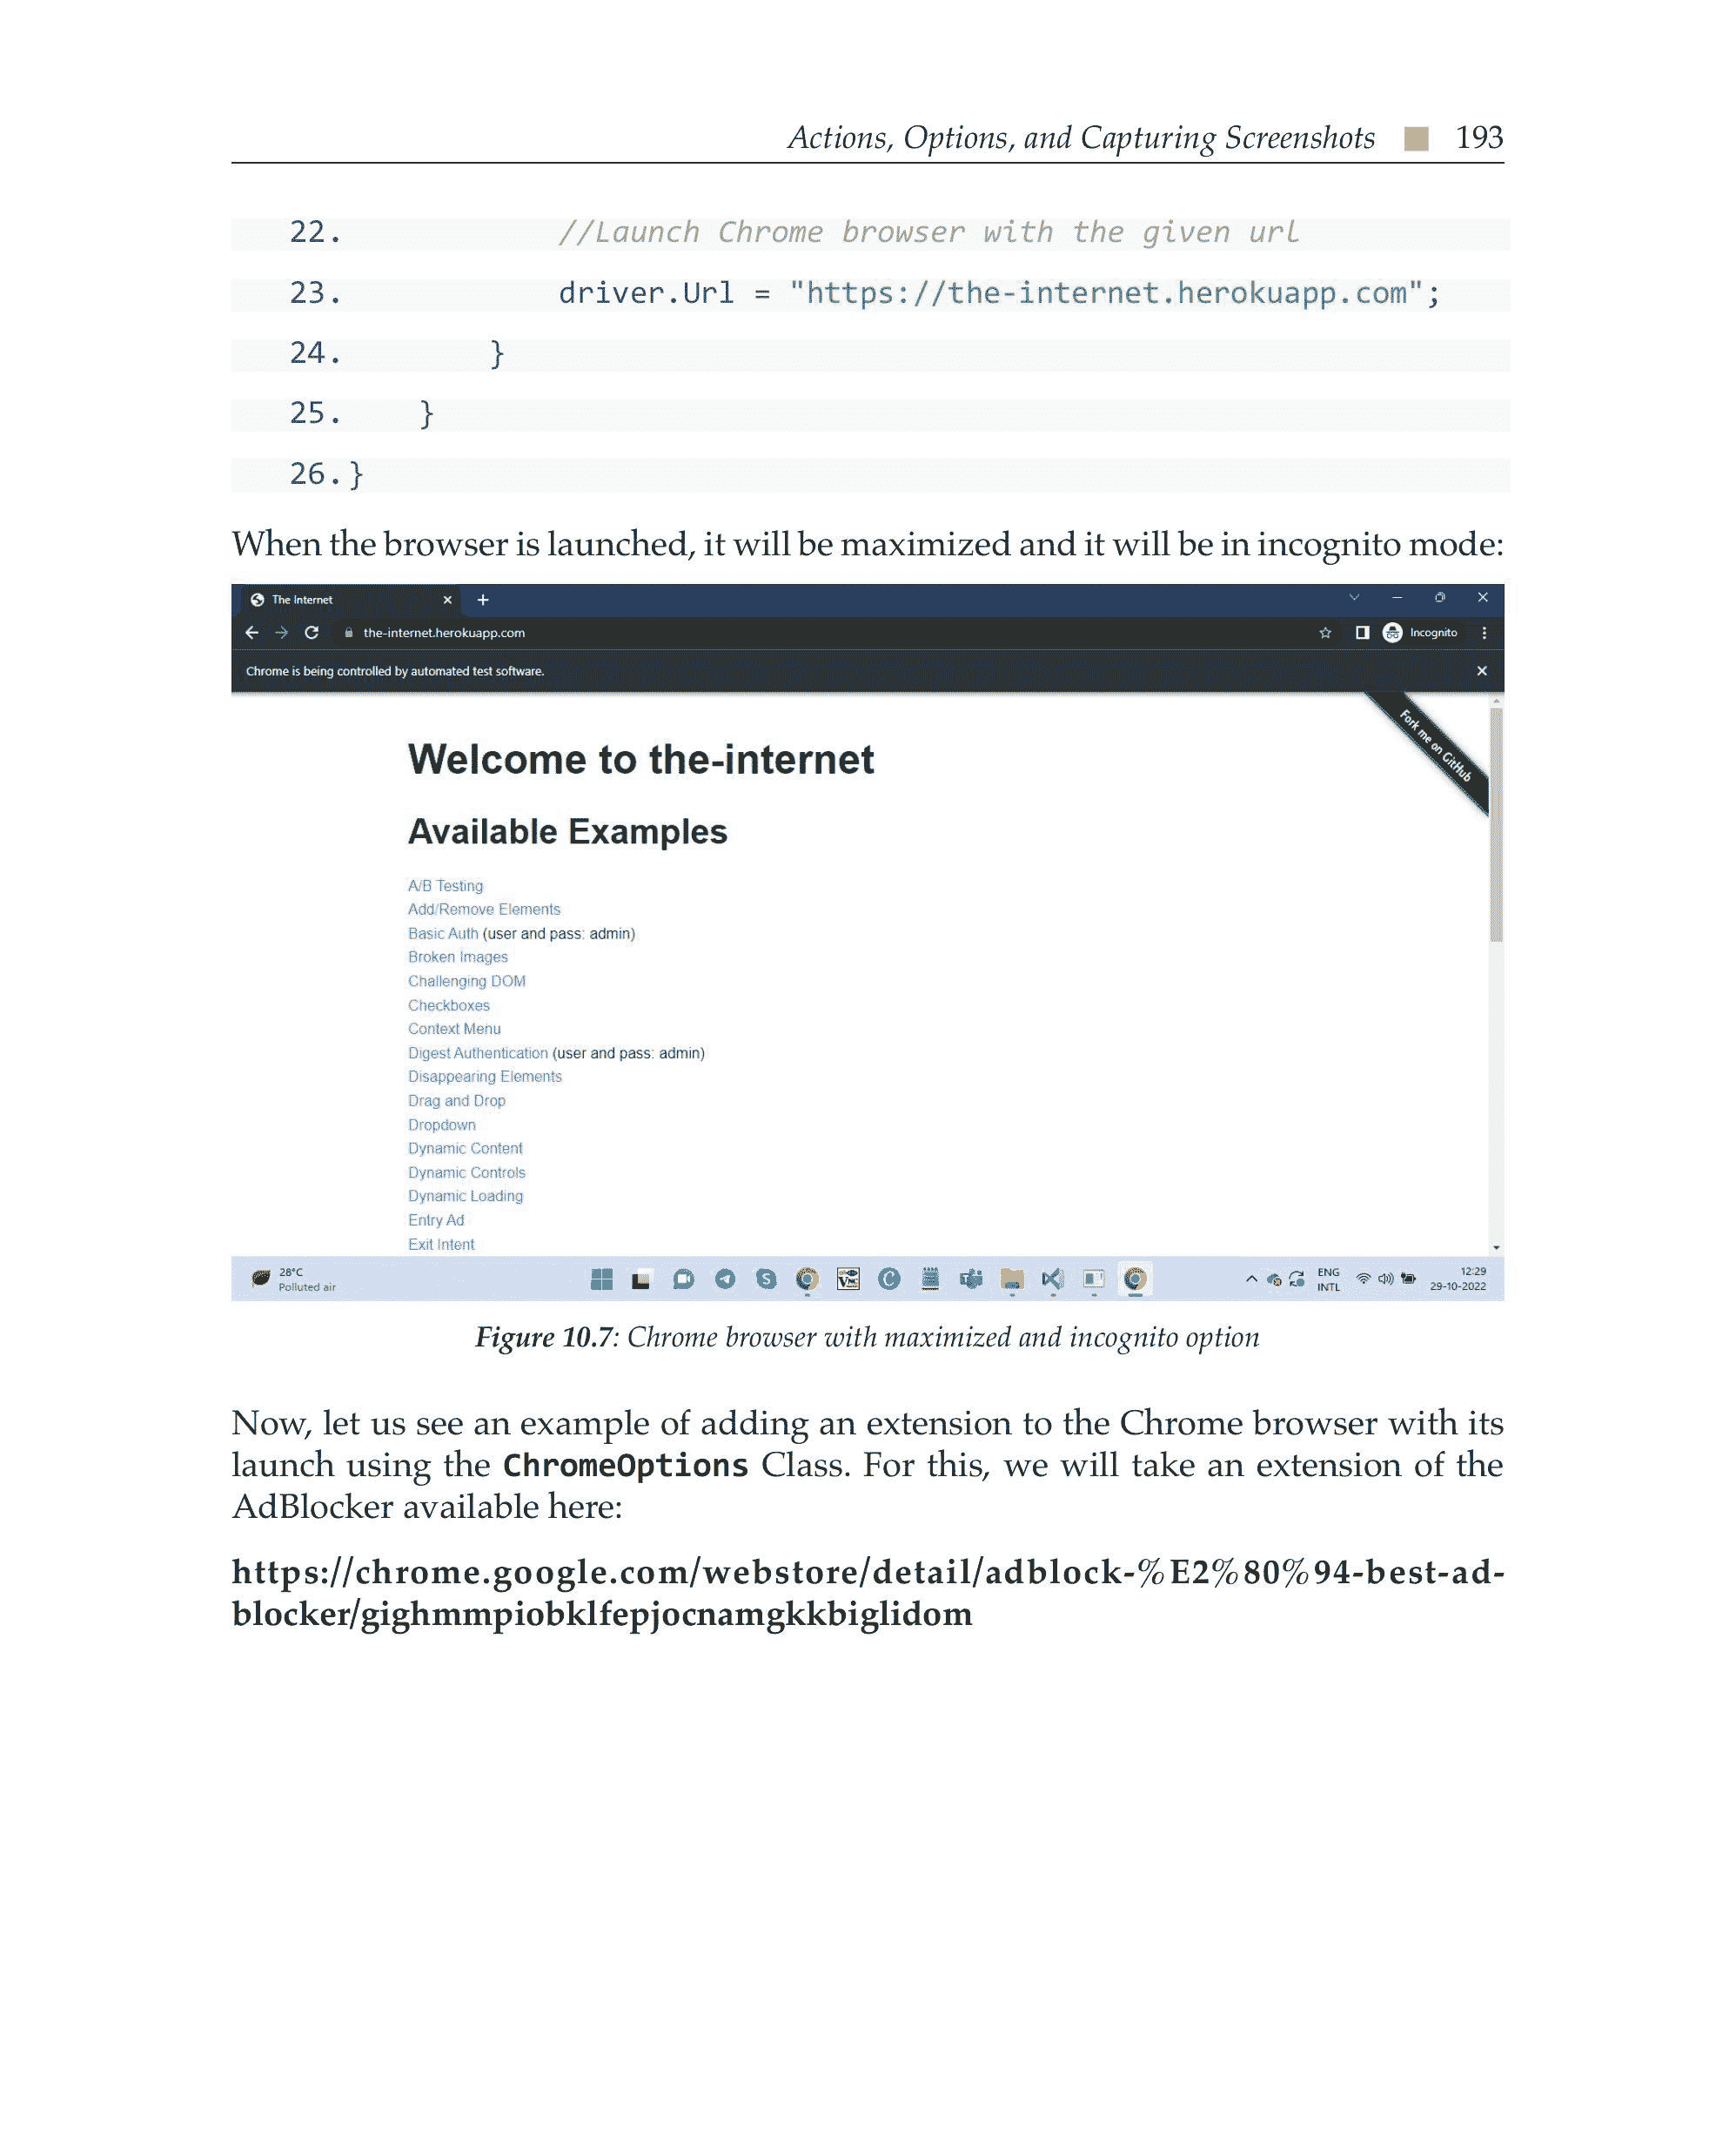 Actions, Options, and Capturing Screenshots 193
22. //Launch Chrome browser with the given url
23. driver.Url = "https://the-internet.herokuapp.com";
24. }
25. }
26.}
When the browser is launched, it will be maximized and it will be in incognito mode:
The Internet
the-internet.herokuapp.com
Incognito
Chrome is being controlled by automated test software.
Fork me on GitHub
Welcome to the-internet
Available Examples
A/B Testing
Add/Remove Elements
Basic Auth (user and pass: admin)
Broken Images
Challenging DOM
Checkboxes
Context Menu
Digest Authentication (user and pass: admin)
Disappearing Elements
Drag and Drop
Dropdown
Dynamic Content
Dynamic Controls
Dynamic Loading
Entry Ad
Exit Intent
28°C
Polluted air
ENG
INTL
12:29
29-10-2022
Figure 10.7: Chrome browser with maximized and incognito option
Now, let us see an example of adding an extension to the Chrome browser with its
launch using the ChromeOptions Class. For this, we will take an extension of the
AdBlocker available here:
https://chrome.google.com/webstore/detail/adblock-%E2%80%94-best-ad-
blocker/gighmmpiobklfepjocnamgkkbiglidom